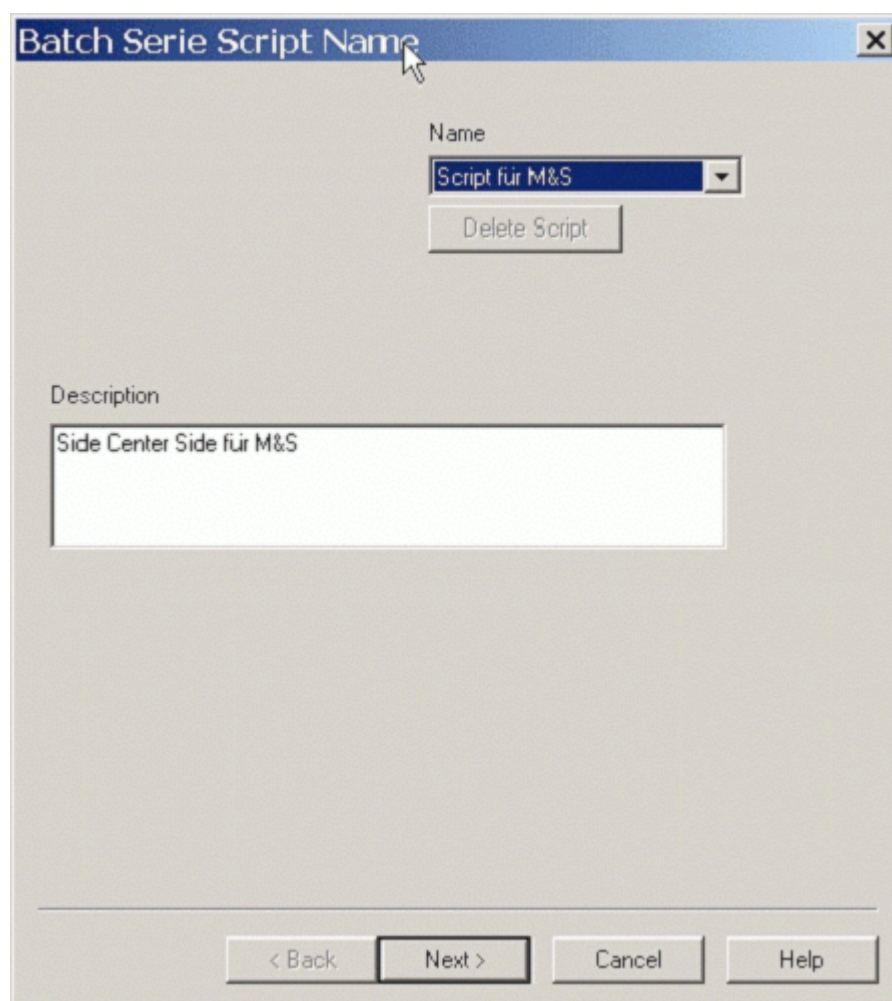 Batch Serie Script Name
Name
Script für M&S
Delete Script
Description
Side Center Side für M&S
< Back
Next >
Cancel
Help